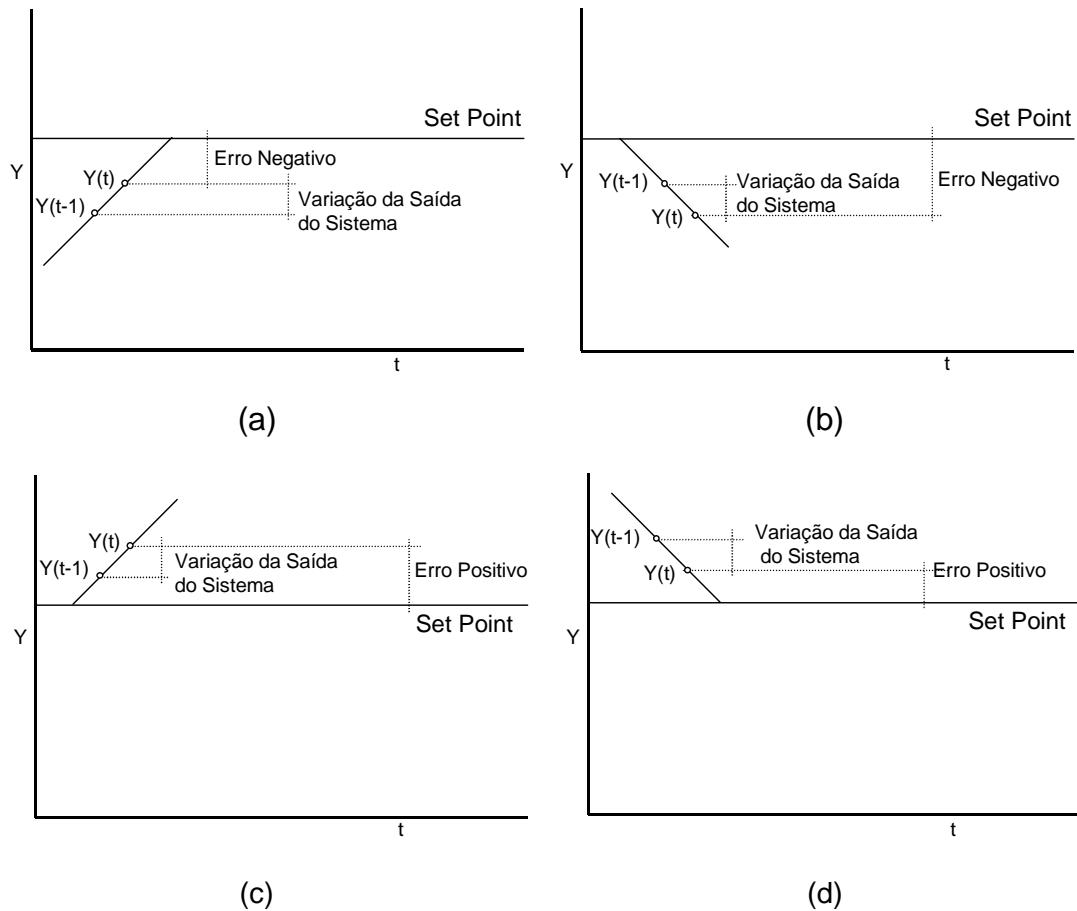 Set Point
Erro Negativo
Y
Y(t)
Y(t-1)
Variação da Saída
do Sistema
t
(a)
Set Point
Y
Y(t-1)
Variação da Saída
do Sistema
Erro Negativo
Y(t)
t
(b)
Y(t)
Y(t-1)
Variação da Saída
do Sistema
Erro Positivo
Set Point
Y
t
(c)
Y(t-1)
Variação da Saída
do Sistema
Y(t)
Erro Positivo
Set Point
Y
t
(d)